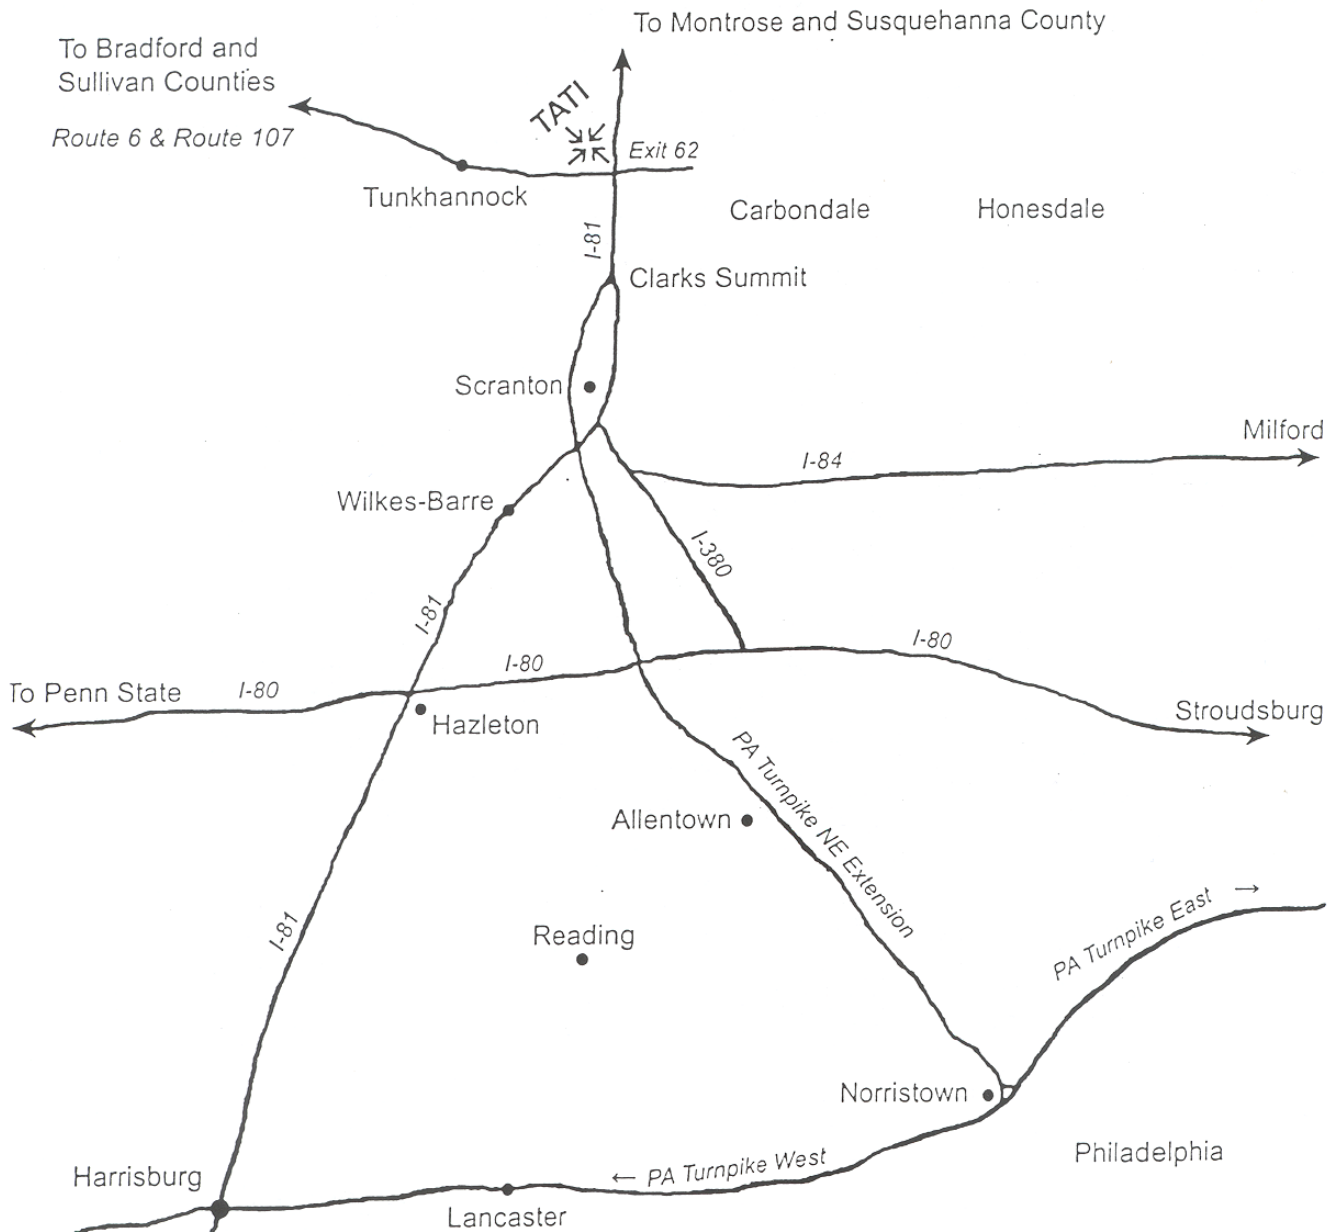 To Montrose and Susquehanna County
To Bradford and
Sullivan Counties
Route 6 & Route 107
TATI
Exit 62
Tunkhannock
Carbondale
Honesdale
I-81
Clarks Summit
Scranton
Milford
I-84
Wilkes-Barre
I-380
I-81
I-80
I-80
To Penn State
I-80
Hazleton
Stroudsburg
PA Turnpike NE Extension
Allentown
I-81
Reading
PA Turnpike East →
Norristown
Philadelphia
← PA Turnpike West
Harrisburg
Lancaster